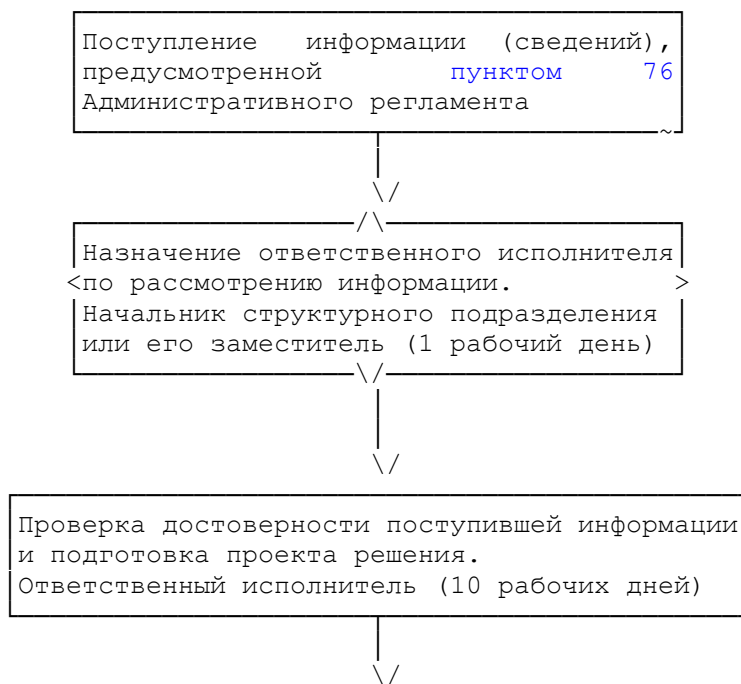 Поступление информации (сведений),
предусмотренной пунктом 76
Административного регламента
Назначение ответственного исполнителя
по рассмотрению информации.
Начальник структурного подразделения
или его заместитель (1 рабочий день)
Проверка достоверности поступившей информации
и подготовка проекта решения.
Ответственный исполнитель (10 рабочих дней)